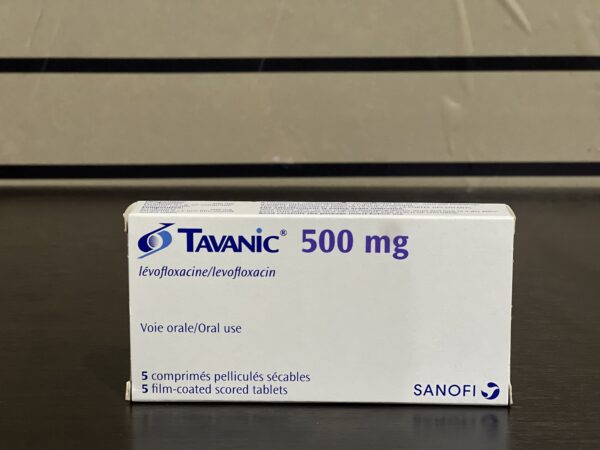 TAVANIC® 500 mg
lévofloxacine/levofloxacin
Voie orale/Oral use
5 comprimés pelliculés sécables
5 film-coated scored tablets
SANOFI